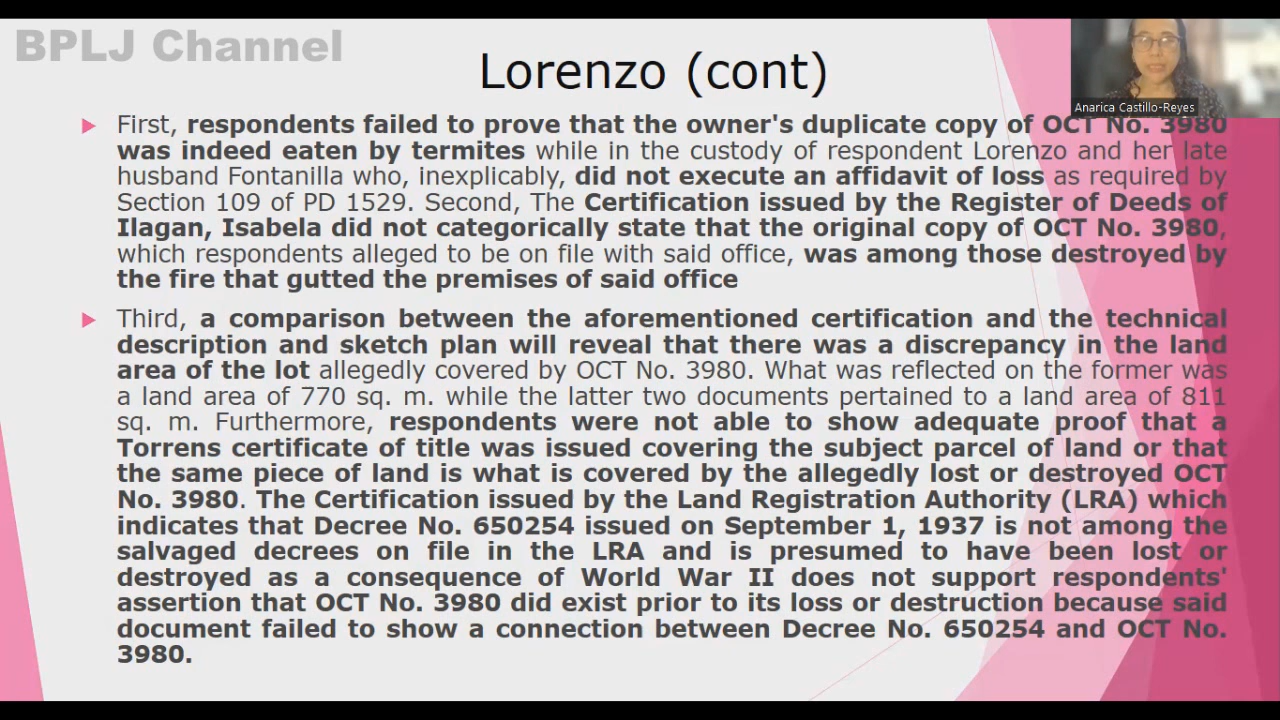 BPLJ Channel
Lorenzo (cont)
Anarica Castillo-Reyes
First, respondents failed to prove that the owner's duplicate copy of OCT No. 3980
was indeed eaten by termites while in the custody of respondent Lorenzo and her late
husband Fontanilla who, inexplicably, did not execute an affidavit of loss as required by
Section 109 of PD 1529. Second, The Certification issued by the Register of Deeds of
Ilagan, Isabela did not categorically state that the original copy of OCT No. 3980,
which respondents alleged to be on file with said office, was among those destroyed by
the fire that gutted the premises of said office
Third, a comparison between the aforementioned certification and the technical
description and sketch plan will reveal that there was a discrepancy in the land
area of the lot allegedly covered by OCT No. 3980. What was reflected on the former was
a land area of 770 sq. m. while the latter two documents pertained to a land area of 811
sq. m. Furthermore, respondents were not able to show adequate proof that a
Torrens certificate of title was issued covering the subject parcel of land or that
the same piece of land is what is covered by the allegedly lost or destroyed OCT
No. 3980. The Certification issued by the Land Registration Authority (LRA) which
indicates that Decree No. 650254 issued on September 1, 1937 is not among the
salvaged decrees on file in the LRA and is presumed to have been lost or
destroyed as a consequence of World War II does not support respondents'
assertion that OCT No. 3980 did exist prior to its loss or destruction because said
document failed to show a connection between Decree No. 650254 and OCT No.
3980.